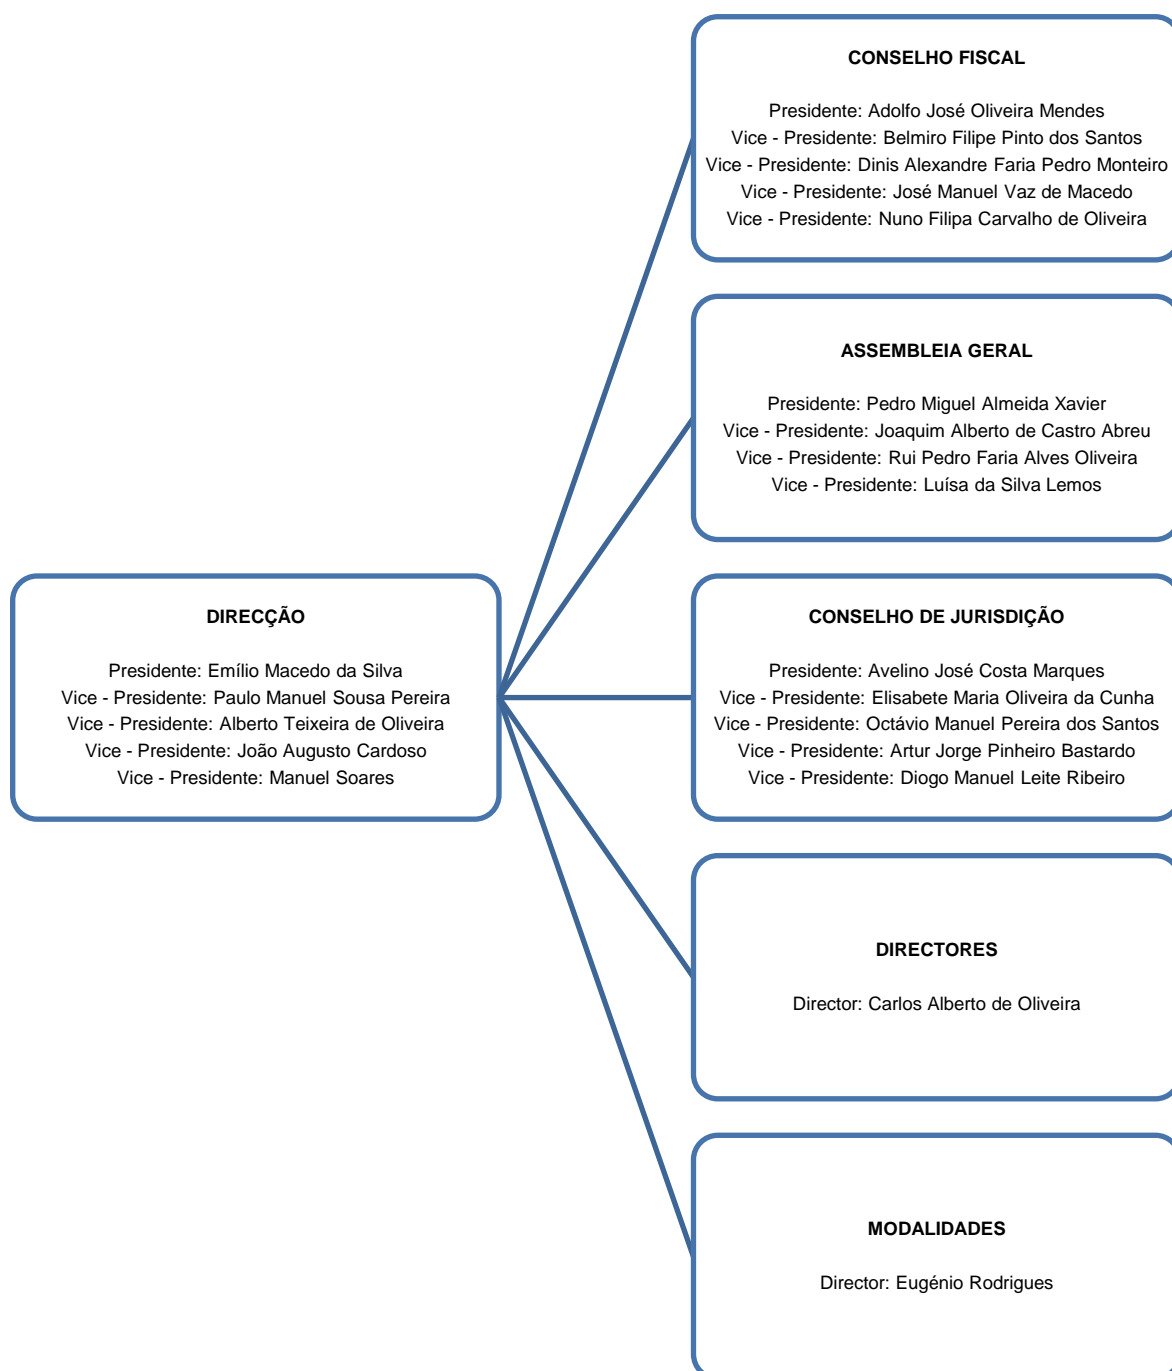 CONSELHO FISCAL
Presidente: Adolfo José Oliveira Mendes
Vice - Presidente: Belmiro Filipe Pinto dos Santos
Vice - Presidente: Dinis Alexandre Faria Pedro Monteiro
Vice - Presidente: José Manuel Vaz de Macedo
Vice - Presidente: Nuno Filipa Carvalho de Oliveira
ASSEMBLEIA GERAL
Presidente: Pedro Miguel Almeida Xavier
Vice - Presidente: Joaquim Alberto de Castro Abreu
Vice - Presidente: Rui Pedro Faria Alves Oliveira
Vice - Presidente: Luísa da Silva Lemos
DIRECÇÃO
Presidente: Emílio Macedo da Silva
Vice - Presidente: Paulo Manuel Sousa Pereira
Vice - Presidente: Alberto Teixeira de Oliveira
Vice - Presidente: João Augusto Cardoso
Vice - Presidente: Manuel Soares
CONSELHO DE JURISDIÇÃO
Presidente: Avelino José Costa Marques
Vice - Presidente: Elisabete Maria Oliveira da Cunha
Vice - Presidente: Octávio Manuel Pereira dos Santos
Vice - Presidente: Artur Jorge Pinheiro Bastardo
Vice - Presidente: Diogo Manuel Leite Ribeiro
DIRECTORES
Director: Carlos Alberto de Oliveira
MODALIDADES
Director: Eugénio Rodrigues